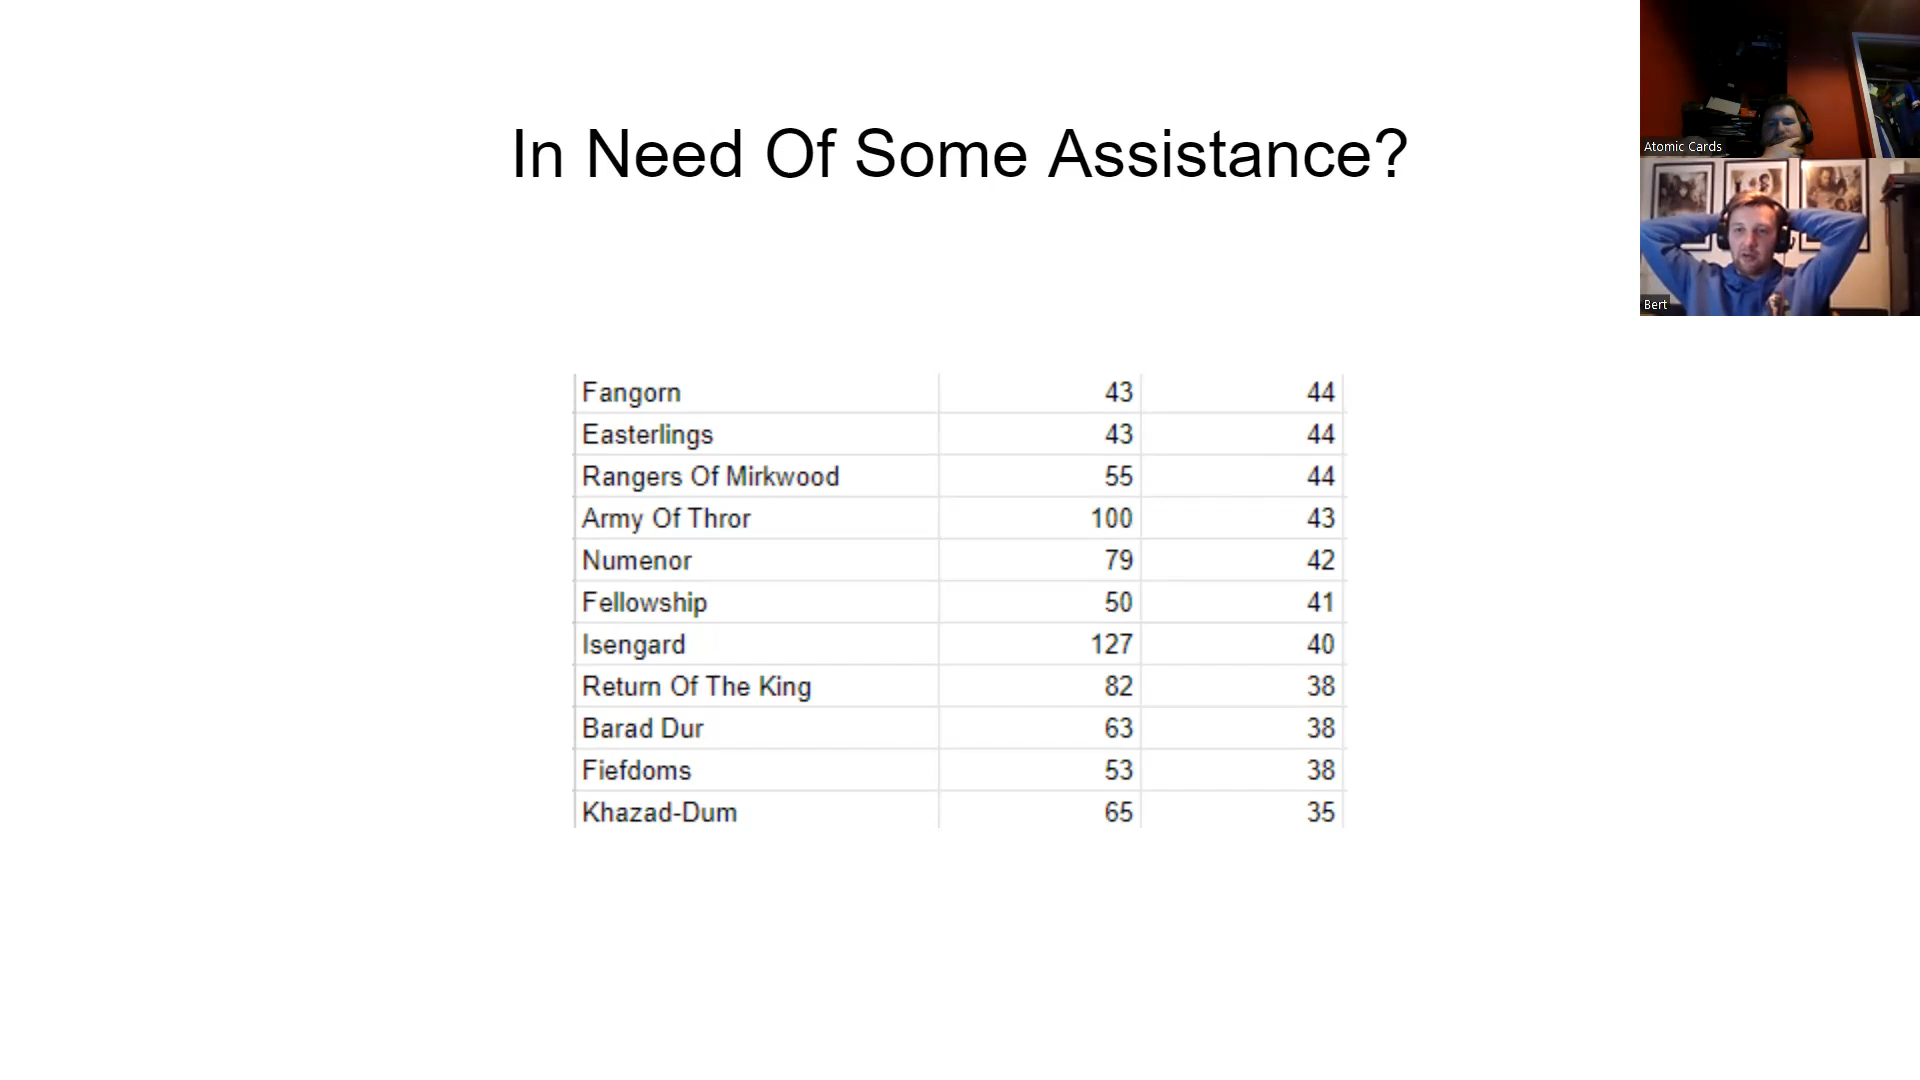 In Need Of Some Assistance?
Atomic Cards
Bert
Fangorn 43 44
Easterlings 43 44
Rangers Of Mirkwood 55 44
Army Of Thror 100 43
Numenor 79 42
Fellowship 50 41
Isengard 127 40
Return Of The King 82 38
Barad Dur 63 38
Fiefdoms 53 38
Khazad-Dum 65 35